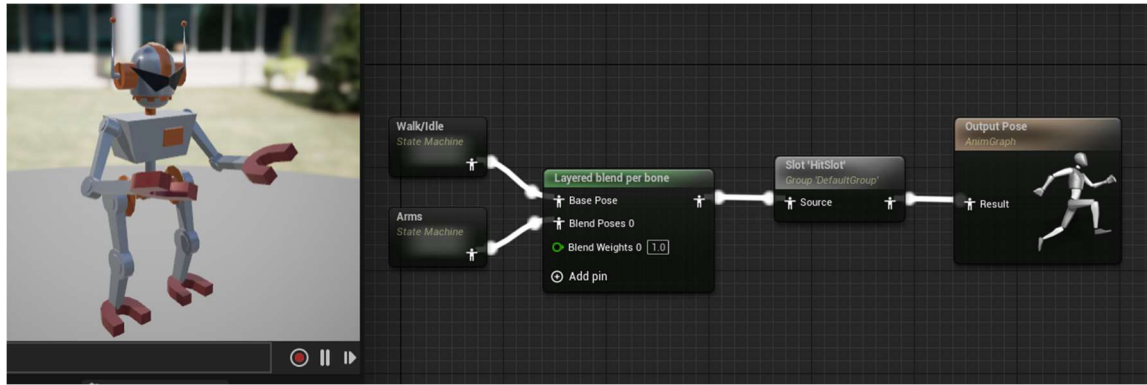 Walk/Idle
State Machine
Arms
State Machine
Layered blend per bone
Base Pose
Blend Poses 0
Blend Weights 0 1.0
Add pin
Slot 'HitSlot'
Group 'DefaultGroup'
Source
Output Pose
AnimGraph
Result